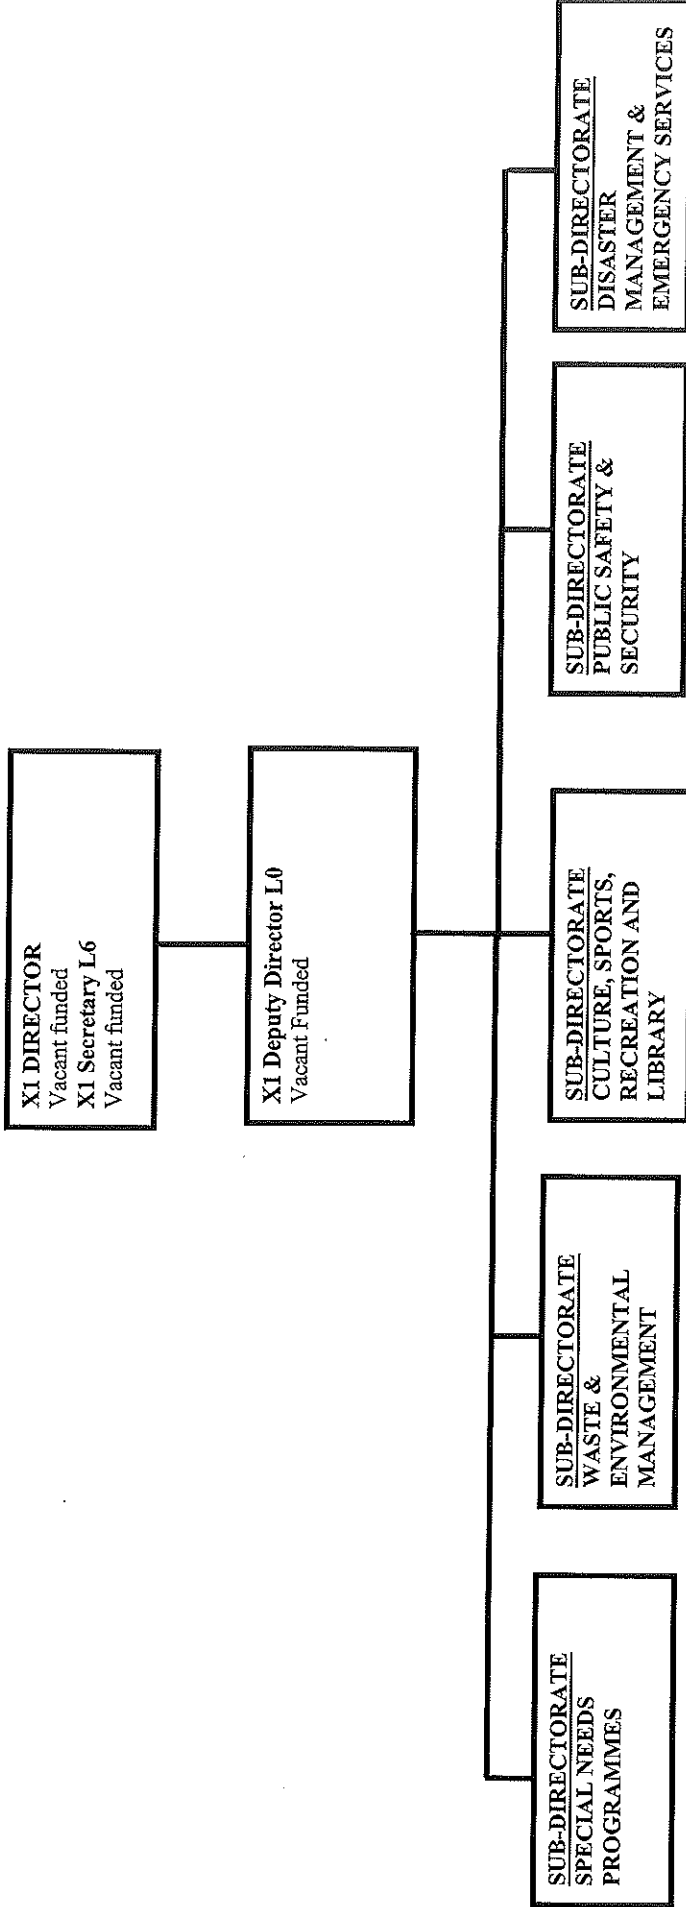 X1 DIRECTOR
Vacant funded
X1 Secretary L6
Vacant funded
X1 Deputy Director L0
Vacant Funded
SUB-DIRECTORATE
SPECIAL NEEDS
PROGRAMMES
SUB-DIRECTORATE
WASTE &
ENVIRONMENTAL
MANAGEMENT
SUB-DIRECTORATE
CULTURE, SPORTS,
RECREATION AND
LIBRARY
SUB-DIRECTORATE
PUBLIC SAFETY &
SECURITY
SUB-DIRECTORATE
DISASTER
MANAGEMENT &
EMERGENCY SERVICES